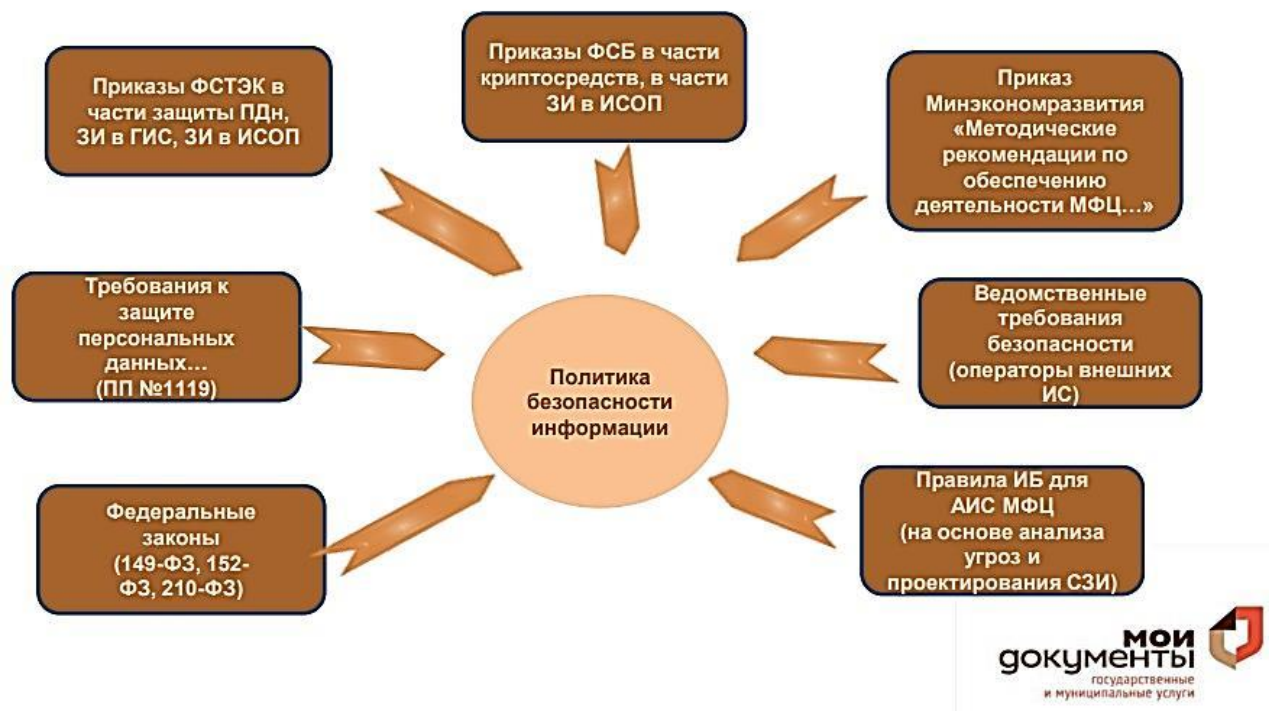 Приказы ФСТЭК в
части защиты ПДн,
ЗИ в ГИС, ЗИ в ИСОП
Приказы ФСБ в части
криптосредств, в части
ЗИ в ИСОП
Приказ
Минэкономразвития
«Методические
рекомендации по
обеспечению
деятельности МФЦ...»
Требования к
защите
персональных
данных...
(ПП №1119)
Ведомственные
требования
безопасности
(операторы внешних
ИС)
Политика
безопасности
информации
Федеральные
законы
(149-ФЗ, 152-
ФЗ, 210-ФЗ)
Правила ИБ для
АИС МФЦ
(на основе анализа
угроз и
проектирования СЗИ)
мои
документы
государственные
и муниципальные услуги